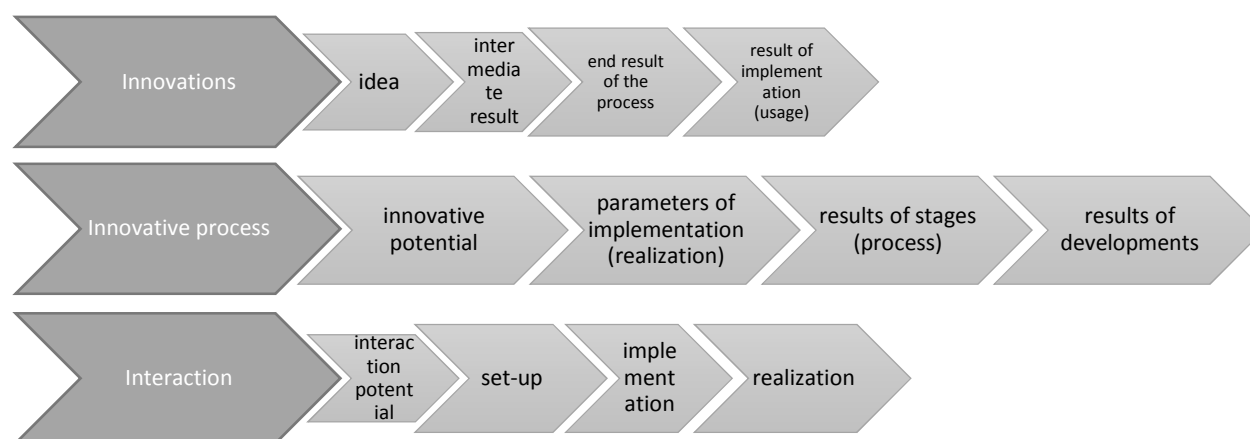 Innovations
idea
inter
media
te
result
end result
of the
process
result of
implement
ation
(usage)
Innovative process
innovative
potential
parameters of
implementation
(realization)
results of stages
(process)
results of
developments
Interaction
interac
tion
potent
ial
set-up
imple
ment
ation
realization